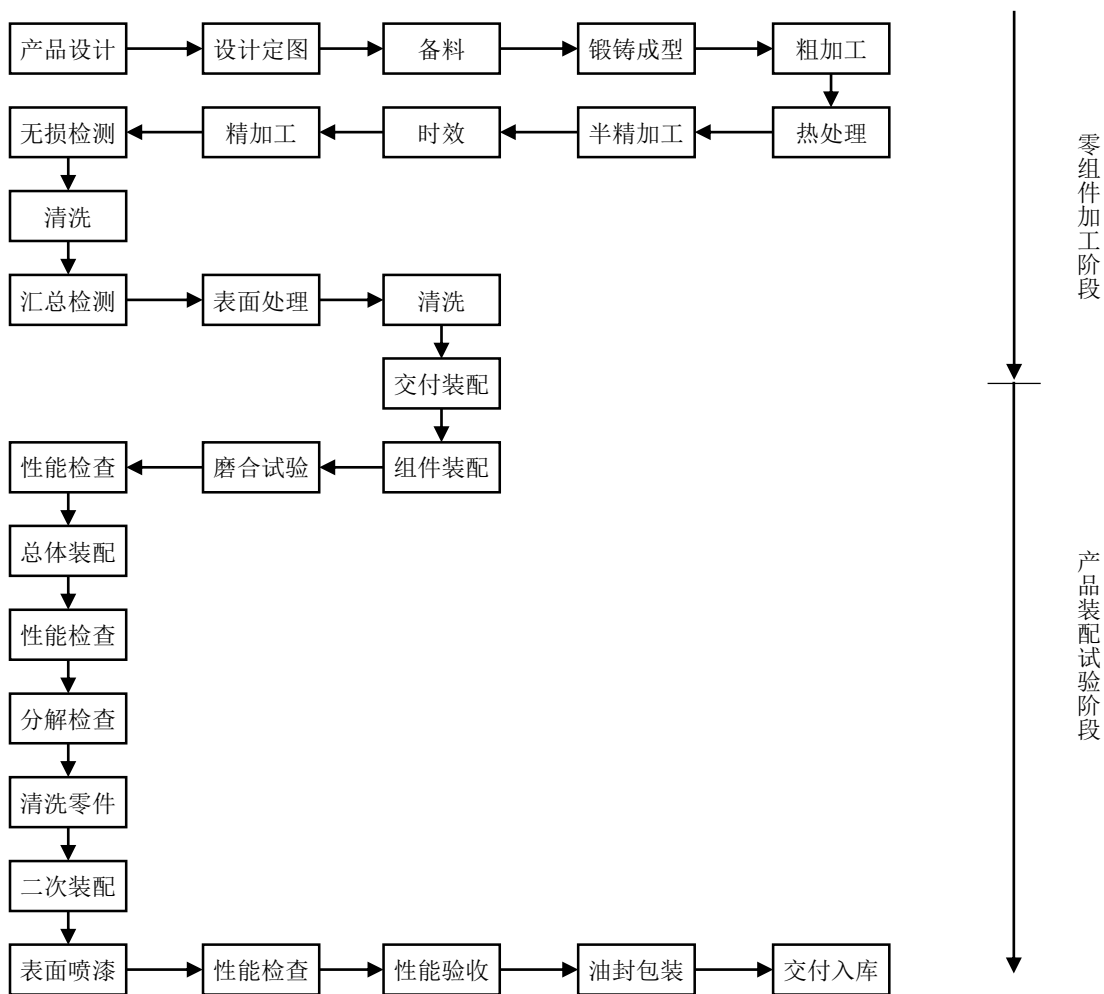 产品设计
设计定图
备料
锻铸成型
粗加工
无损检测
精加工
时效
半精加工
热处理
清洗
汇总检测
表面处理
清洗
交付装配
性能检查
磨合试验
组件装配
总体装配
性能检查
分解检查
清洗零件
二次装配
表面喷漆
性能检查
性能验收
油封包装
交付入库
零组件加工阶段
产品装配试验阶段